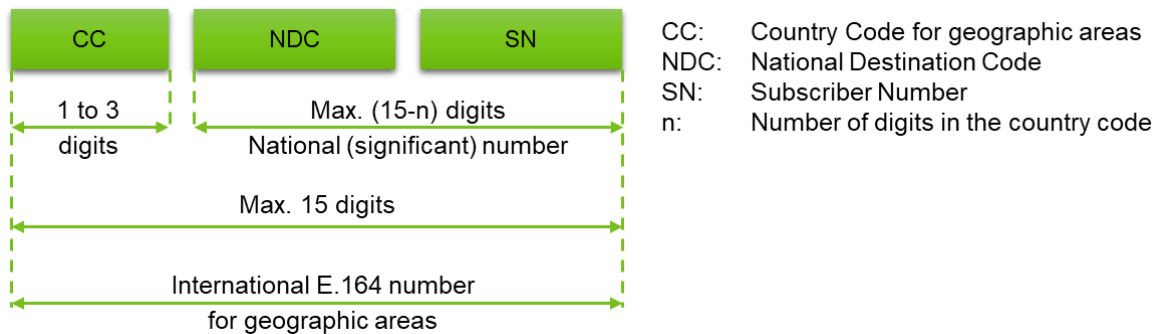 CC NDC SN
1 to 3
digits
Max. (15-n) digits
National (significant) number
Max. 15 digits
International E.164 number
for geographic areas
CC: Country Code for geographic areas
NDC: National Destination Code
SN: Subscriber Number
n: Number of digits in the country code